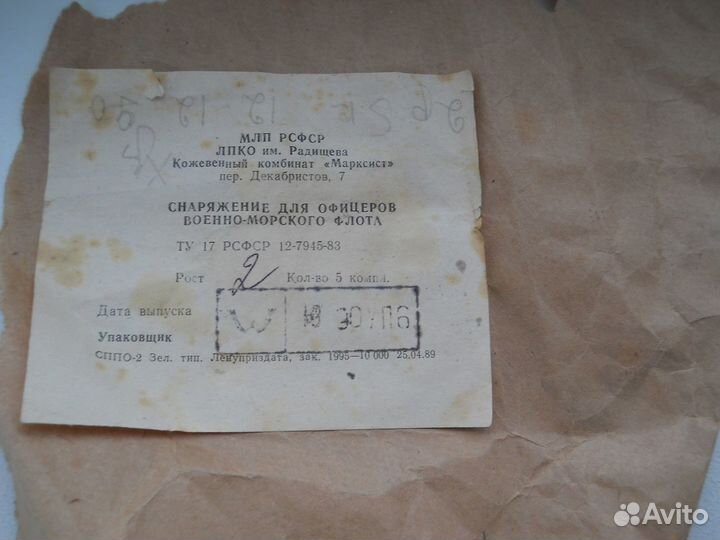 МЛП РСФСР
ЛПКО им. Радищева
Кожевенный комбинат «Марксист»
пер. Декабристов, 7
СНАРЯЖЕНИЕ ДЛЯ ОФИЦЕРОВ
ВОЕННО-МОРСКОГО ФЛОТА
ТУ 17 РСФСР 12-7945-83
Рост 2 Кол-во 5 компл.
Дата выпуска
Упаковщик
СППО-2 Зел. тип. Ленуприздата, зак. 1995—10 000 25.04.89
Avito